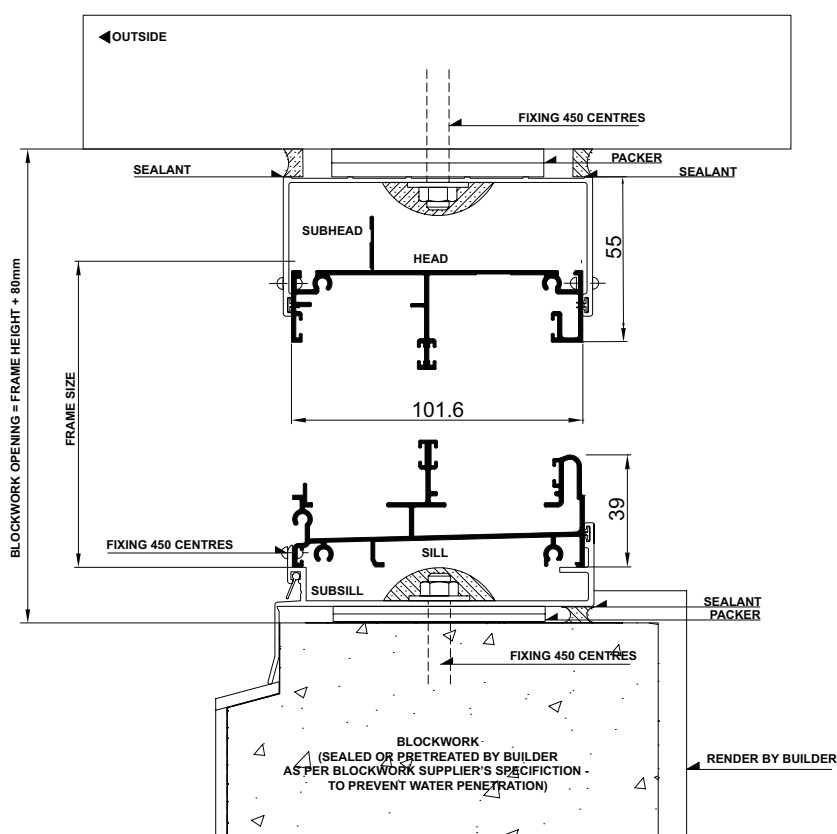 OUTSIDE
FIXING 450 CENTRES
PACKER
SEALANT
SEALANT
SUBHEAD
HEAD
55
BLOCKWORK OPENING = FRAME HEIGHT + 80mm
FRAME SIZE
101.6
39
FIXING 450 CENTRES
SILL
SUBSILL
SEALANT
PACKER
FIXING 450 CENTRES
BLOCKWORK
(SEALED OR PRETREATED BY BUILDER
AS PER BLOCKWORK SUPPLIER'S SPECIFICTION -
TO PREVENT WATER PENETRATION)
RENDER BY BUILDER